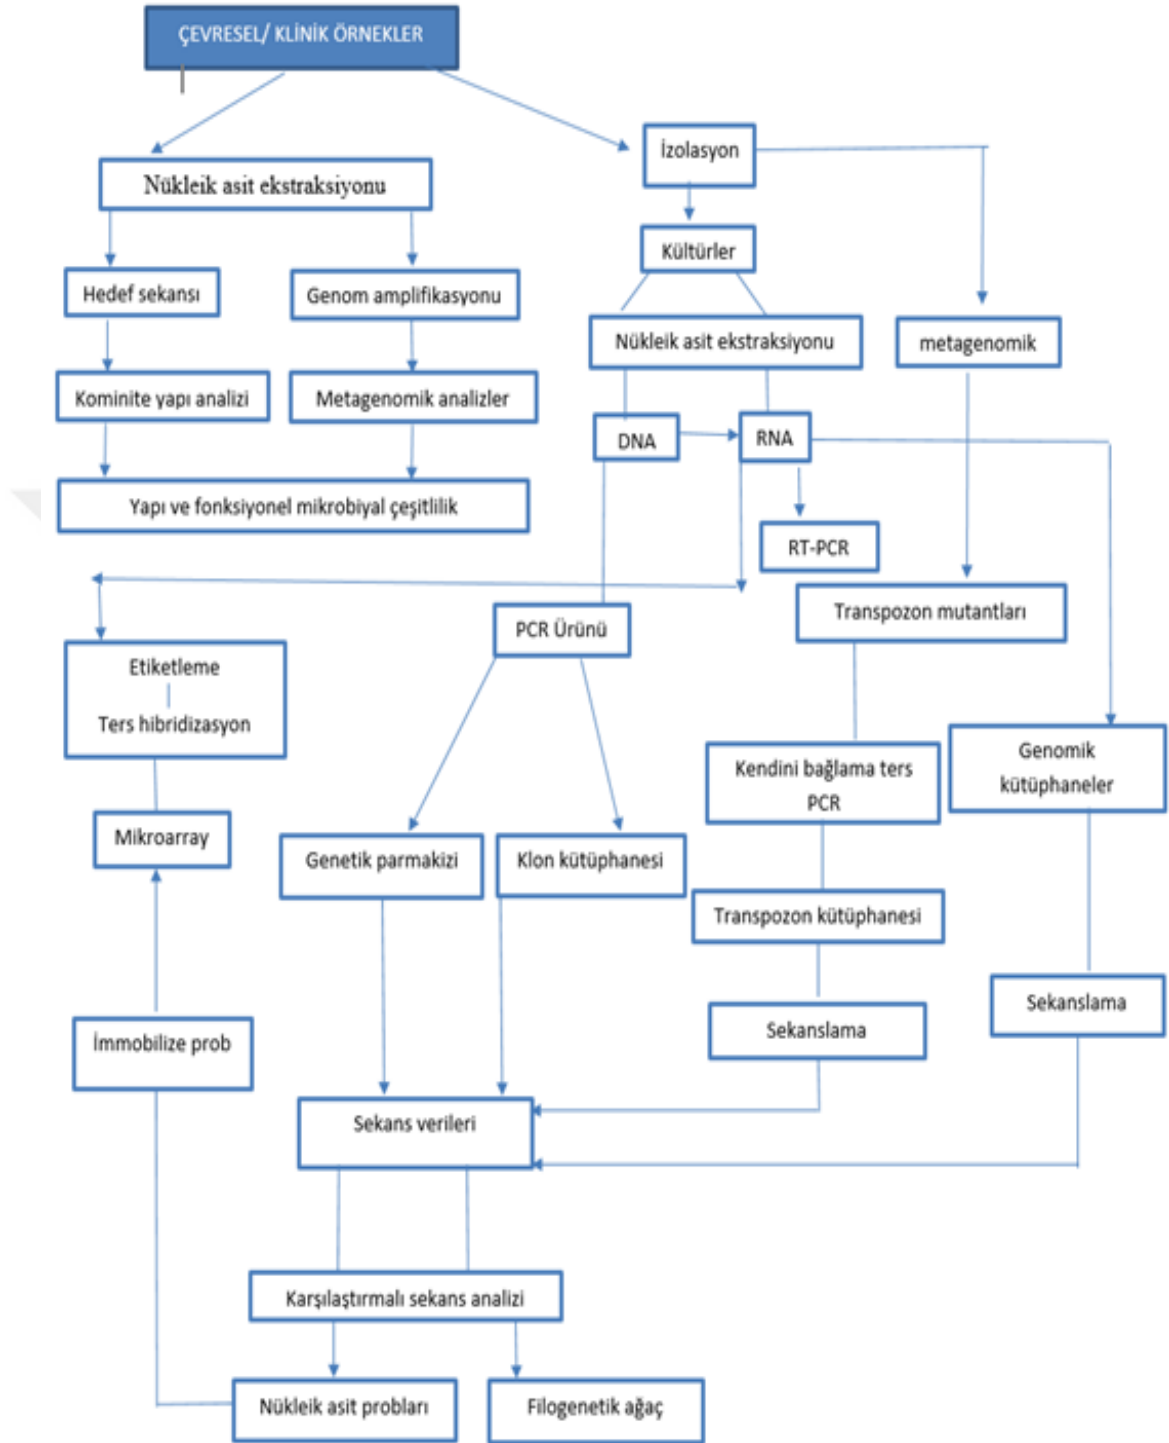 ÇEVRESEL/ KLİNİK ÖRNEKLER
İzolasyon
Nükleik asit ekstraksiyonu
Kültürler
Hedef sekansı
Genom amplifikasyonu
Nükleik asit ekstraksiyonu
metagenomik
Kominite yapı analizi
Metagenomik analizler
DNA
RNA
Yapı ve fonksiyonel mikrobiyal çeşitlilik
RT-PCR
Transpozon mutantları
PCR Ürünü
Etiketleme
Ters hibridizasyon
Kendini bağlama ters
PCR
Genomik
kütüphaneler
Mikroarray
Genetik parmakizi
Klon kütüphanesi
Transpozon kütüphanesi
Sekanslama
Sekanslama
İmmobilize prob
Sekans verileri
Karşılaştırmalı sekans analizi
Nükleik asit probları
Filogenetik ağaç